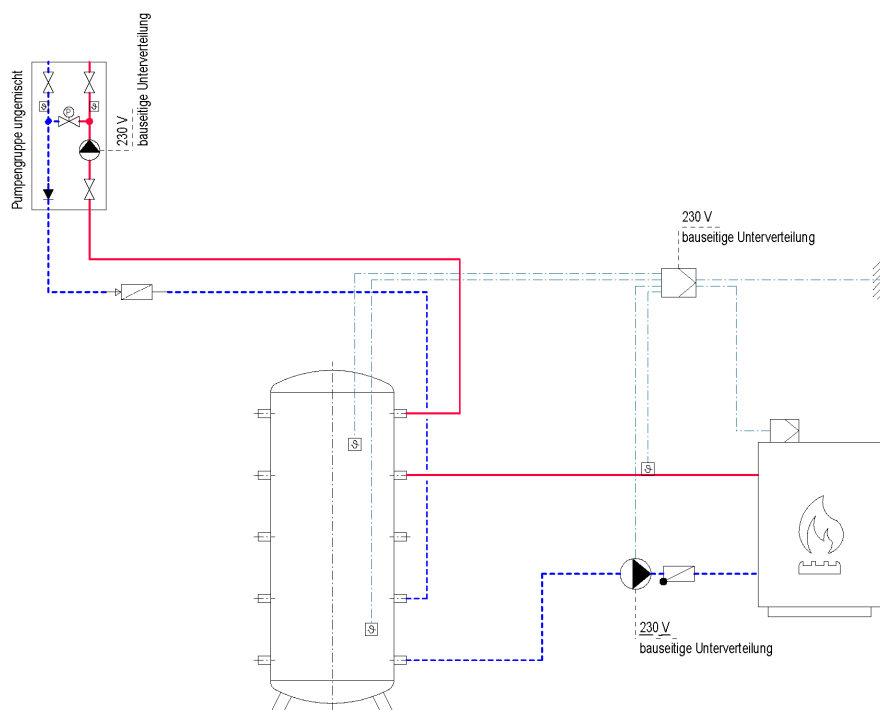 Pumpengruppe ungemischt
230 V
bauseitige Unterverteilung
P
ϑ
ϑ
230 V
bauseitige Unterverteilung
ϑ
ϑ
ϑ
230 V
bauseitige Unterverteilung